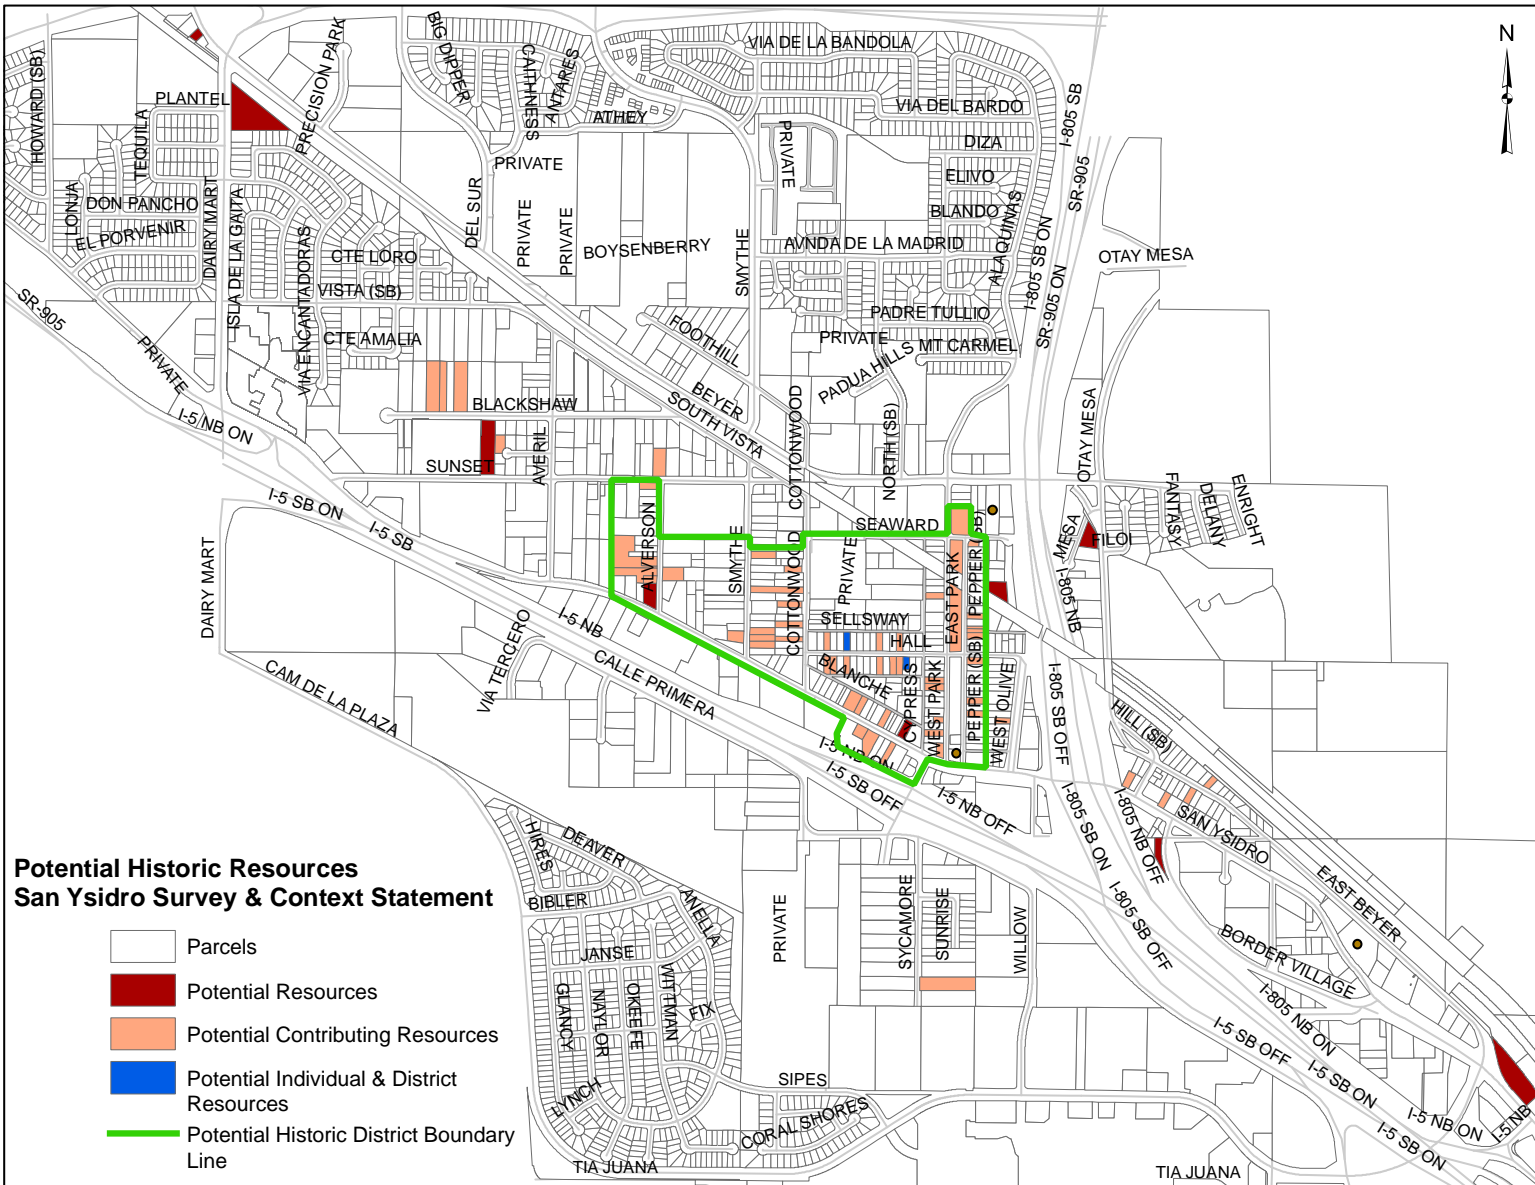 N
BIG DIPPER
PRECISION PARK
CAITHNESS
ANTARES
VIA DE LA BANDOLA
HOWARD (SB)
PLANTEL
TEQUILA
ATHEY
VIA DEL BARDO
I-805 SB
PRIVATE
DIZA
PRIVATE
SR-905
ELIVO
LONJA
DON PANCHO
DAIRY MART
ISLA DE LA GAITA
DEL SUR
PRIVATE
PRIVATE
BLANDO
ALAQUINAS
EL PORVENIR
VIA ENCANTADORAS
CTE LORO
BOYSENBERRY
SMYTHE
AVNDA DE LA MADRID
I-805 SB ON
OTAY MESA
SR-905
VISTA (SB)
SR-905 ON
PADRE TULLIO
CTE AMALIA
FOOTHILL
PRIVATE
MT CARMEL
PRIVATE
PADUA HILLS
BEYER
SOUTH VISTA
COTTONWOOD
BLACKSHAW
NORTH (SB)
OTAY MESA
I-5 NB ON
SUNSET
AVERIL
FANTASY
DELANY
ENRIGHT
I-5 SB ON
I-5 SB
ALVERSON
SEAWARD
MESA
FILOI
SMYTHE
COTTONWOOD
PRIVATE
EAST PARK
PEPPER (SB)
DAIRY MART
I-5 NB
SELLSWAY
HALL
I-805 NB
VIA TERCERO
CALLE PRIMERA
BLANCHE
CYPRESS
WEST PARK
PEPPER (SB)
WEST OLIVE
I-805 SB OFF
CAM DE LA PLAZA
HILL (SB)
I-5 NB ON
I-5 SB OFF
I-5 NB OFF
I-805 SB ON
I-805 NB OFF
SAN YSIDRO
HIRES
DEAVER
EAST BEYER
Potential Historic Resources
San Ysidro Survey & Context Statement
BIBLER
ANELLA
PRIVATE
SYCAMORE
SUNRISE
WILLOW
I-805 SB OFF
BORDER VILLAGE
Parcels
JANSE
Potential Resources
GLANCY
NAYLOR
OKEEFE
WITTMAN
FIX
I-805 NB ON
Potential Contributing Resources
I-5 SB OFF
I-5 SB ON
Potential Individual & District
Resources
LYNCH
SIPES
CORAL SHORES
I-5 NB ON
I-5 NB
Potential Historic District Boundary
Line
I-5 SB ON
TIA JUANA
TIA JUANA